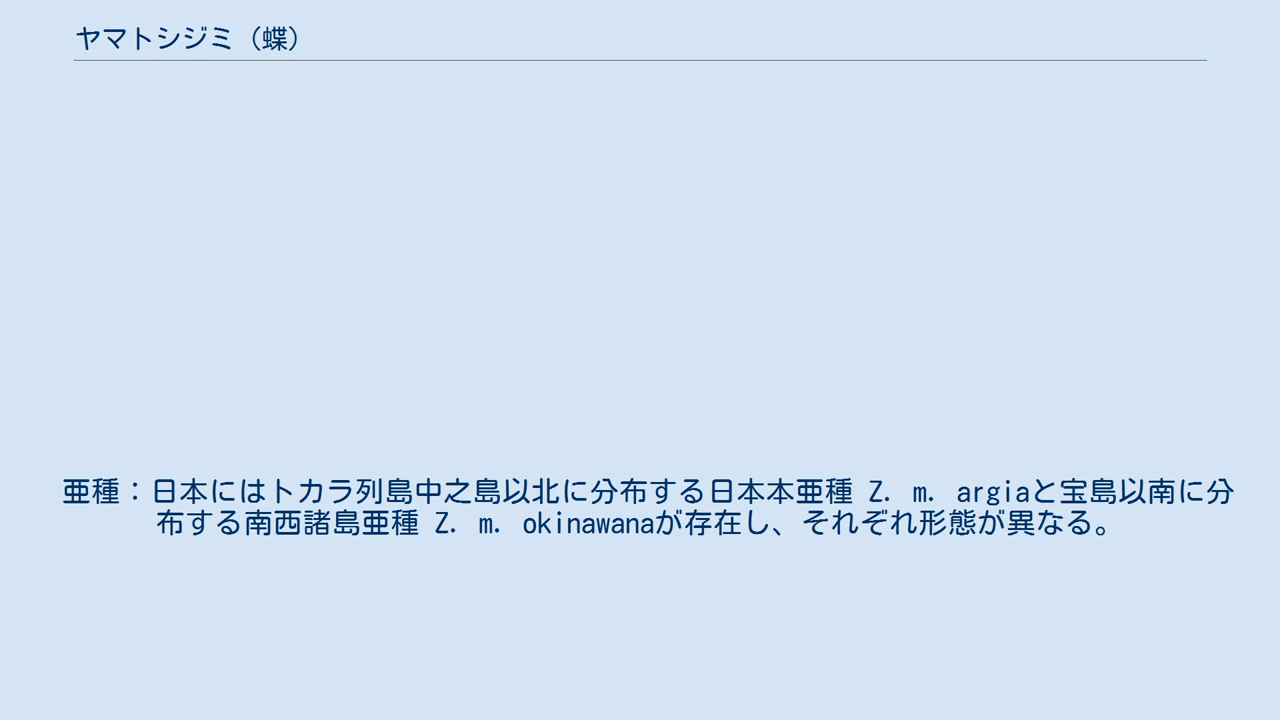 ヤマトシジミ（蝶）
亜種：日本にはトカラ列島中之島以北に分布する日本本亜種 Z. m. argiaと宝島以南に分
布する南西諸島亜種 Z. m. okinawanaが存在し、それぞれ形態が異なる。